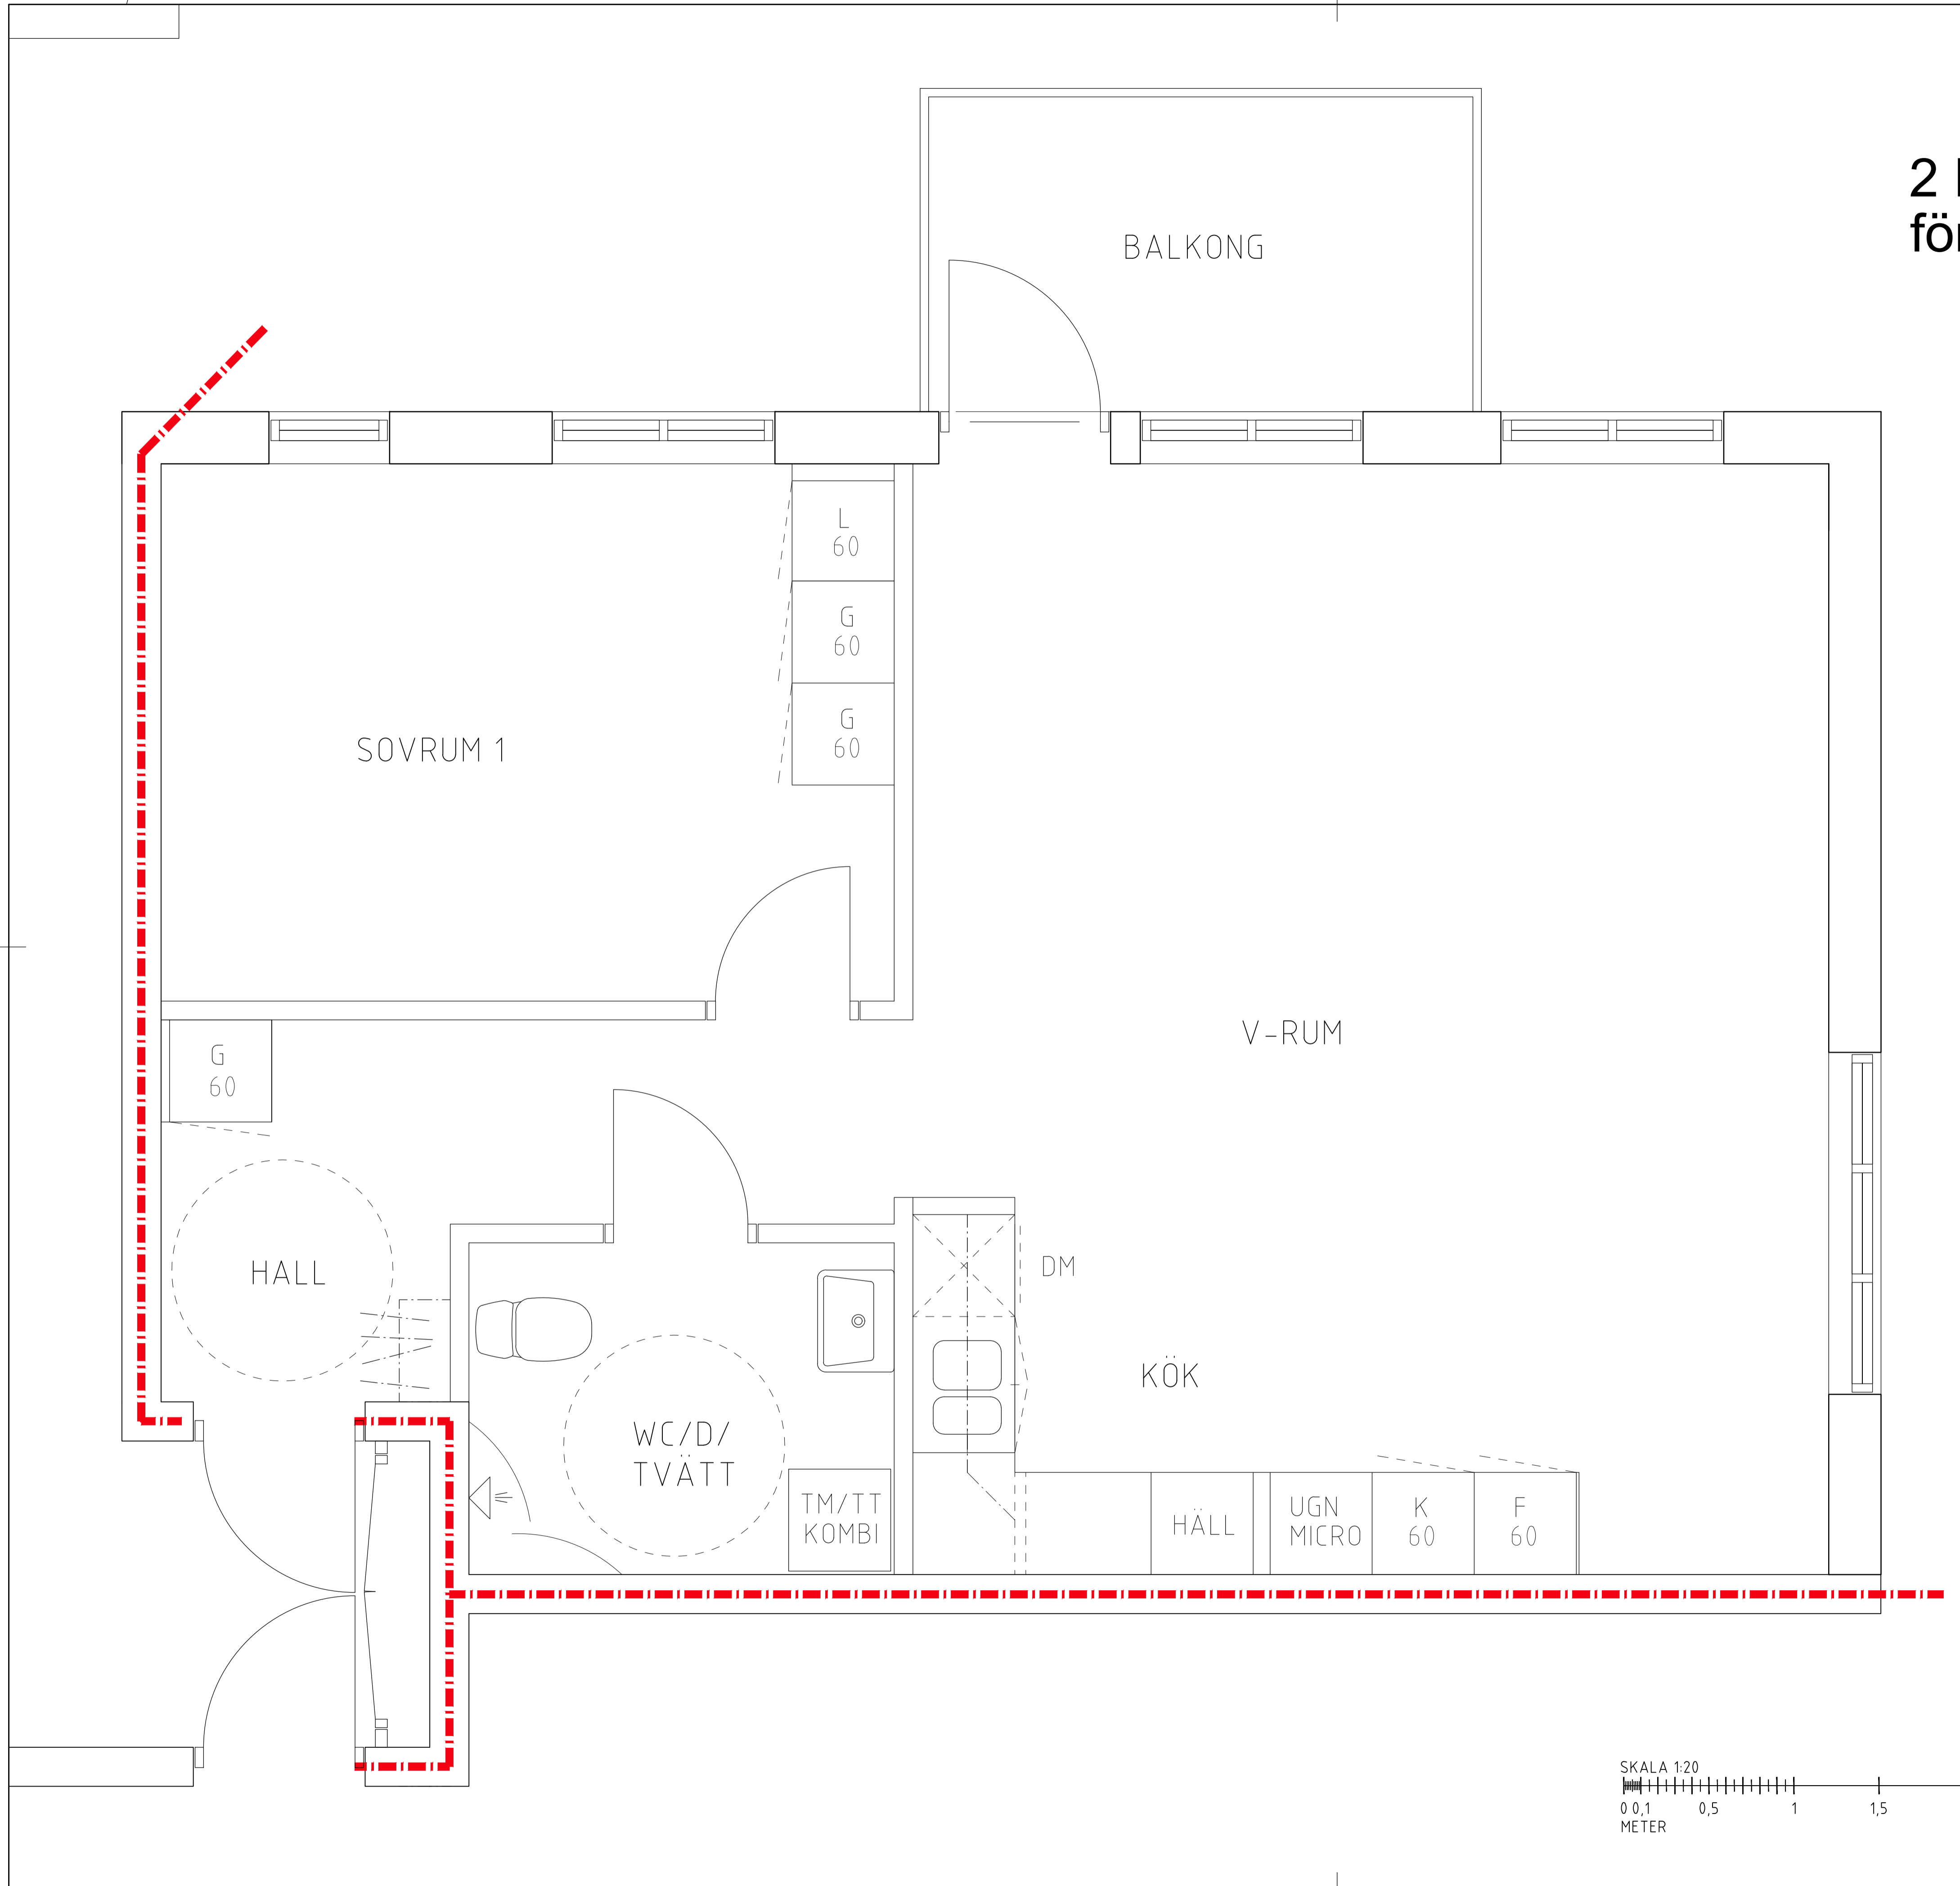 2
för
BALKONG
L
60
G
60
G
60
SOVRUM 1
V-RUM
G
60
HALL
DM
KÖK
WC/D/
TVÄTT
TM/TT
KOMBI
HÄLL
UGN
MICRO
K
60
F
60
SKALA 1:20
0 0,1 0,5 1 1,5
METER